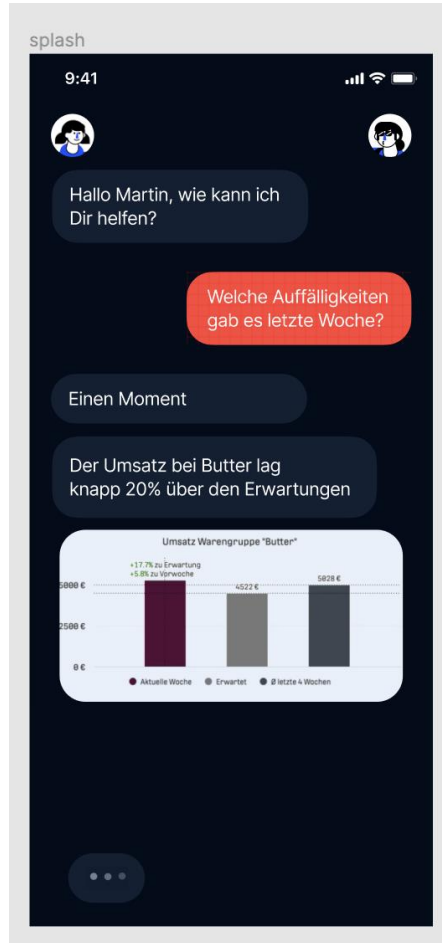 splash
9:41
Hallo Martin, wie kann ich
Dir helfen?
Welche Auffälligkeiten
gab es letzte Woche?
Einen Moment
Der Umsatz bei Butter lag
knapp 20% über den Erwartungen
Umsatz Warengruppe "Butter"
+17.7% zu Erwartung
+5.8% zu Vorwoche
4522 €
5028 €
5000 €
2500 €
0 €
Aktuelle Woche
Erwartet
Ø letzte 4 Wochen